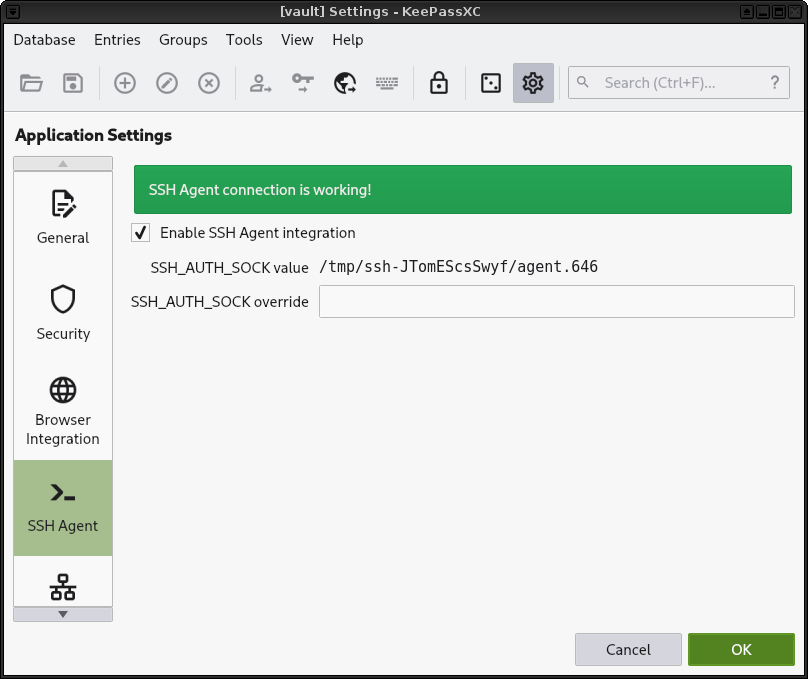 [vault] Settings - KeePassXC
Database Entries Groups Tools View Help
Search (Ctrl+F)... ?
Application Settings
General
Security
Browser
Integration
SSH Agent
SSH Agent connection is working!
Enable SSH Agent integration
SSH_AUTH_SOCK value /tmp/ssh-JTomEScsSwyf/agent.646
SSH_AUTH_SOCK override
Cancel OK